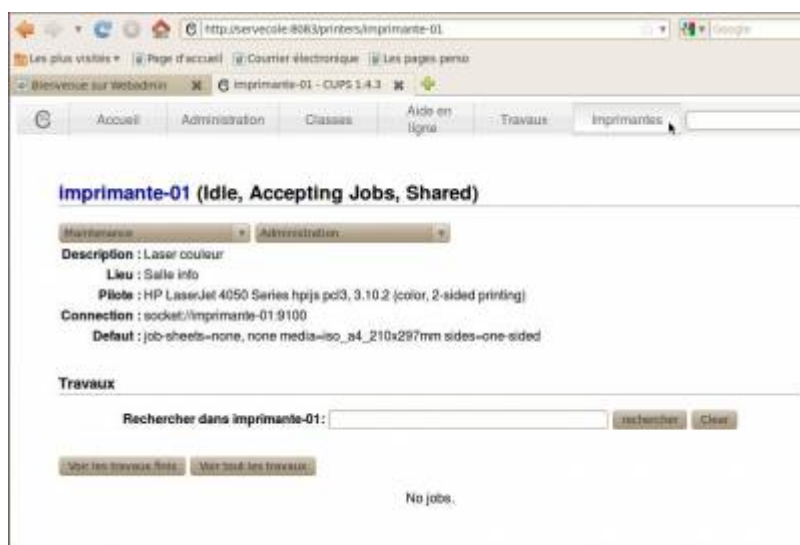 http://servecole:8083/printers/imprimante-01
Google
Les plus visités
Page d'accueil
Courrier électronique
Les pages perso
Bienvenue sur Webadmin
imprimante-01 - CUPS 1.4.3
Accueil
Administration
Classes
Aide en
ligne
Travaux
Imprimantes
imprimante-01 (Idle, Accepting Jobs, Shared)
Maintenance
Administration
Description : Laser couleur
Lieu : Salle info
Pilote : HP LaserJet 4050 Series hpijs pcl3, 3.10.2 (color, 2-sided printing)
Connection : socket://imprimante-01:9100
Defaut : job-sheets=none, none media=iso_a4_210x297mm sides=one-sided
Travaux
Rechercher dans imprimante-01:
rechercher
Clear
Voir les travaux finis
Voir tout les travaux
No jobs.